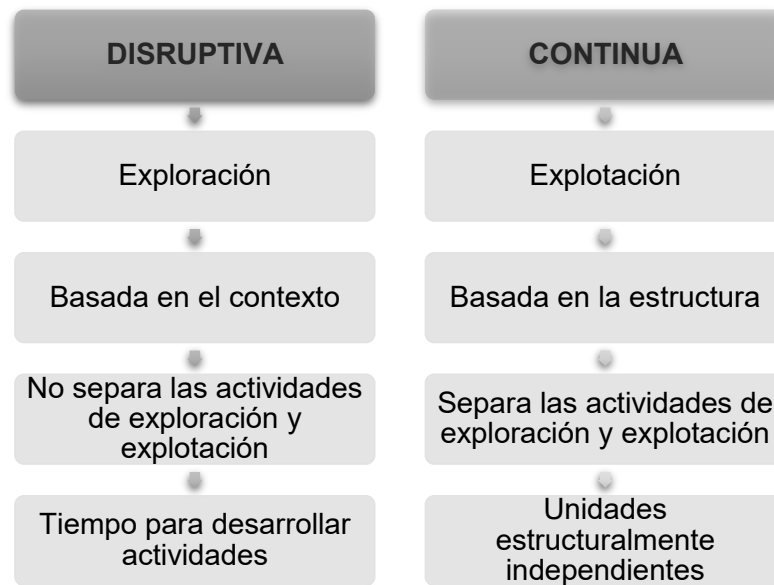 DISRUPTIVA
Exploración
Basada en el contexto
No separa las actividades
de exploración y
explotación
Tiempo para desarrollar
actividades
CONTINUA
Explotación
Basada en la estructura
Separa las actividades de
exploración y explotación
Unidades
estructuralmente
independientes